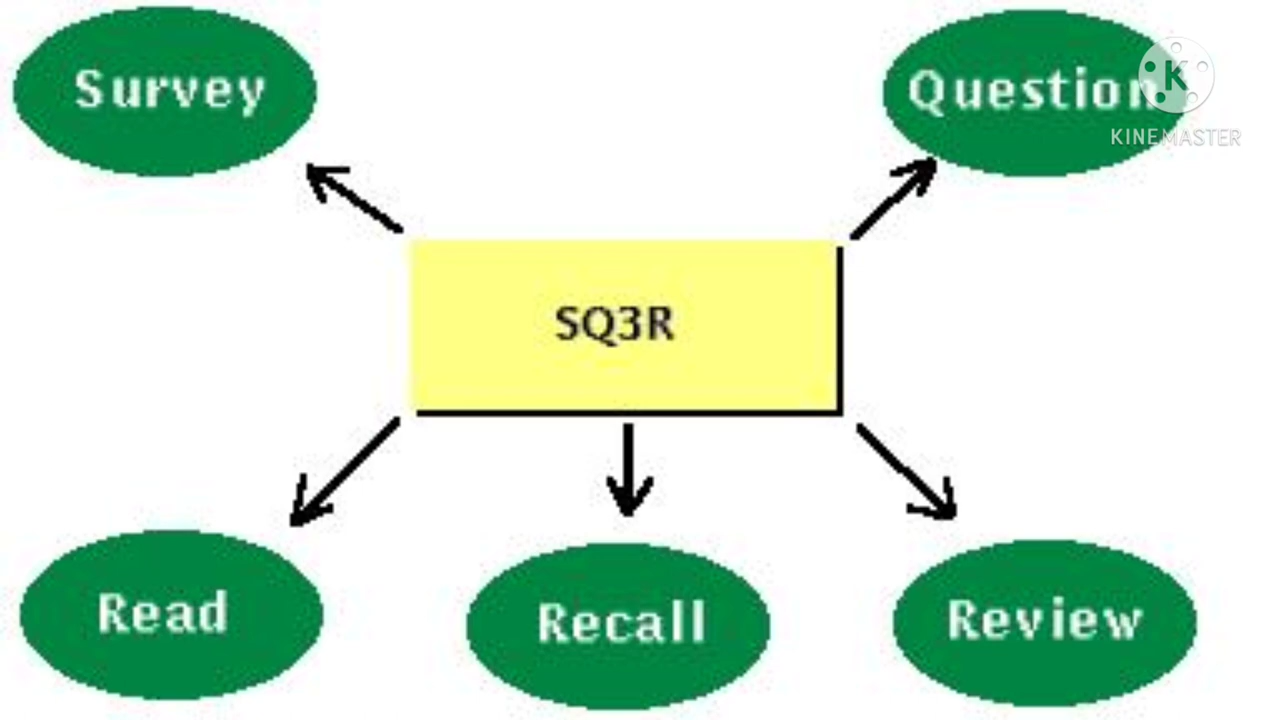 Survey
Question
K
KINEMASTER
SQ3R
Read
Recall
Review